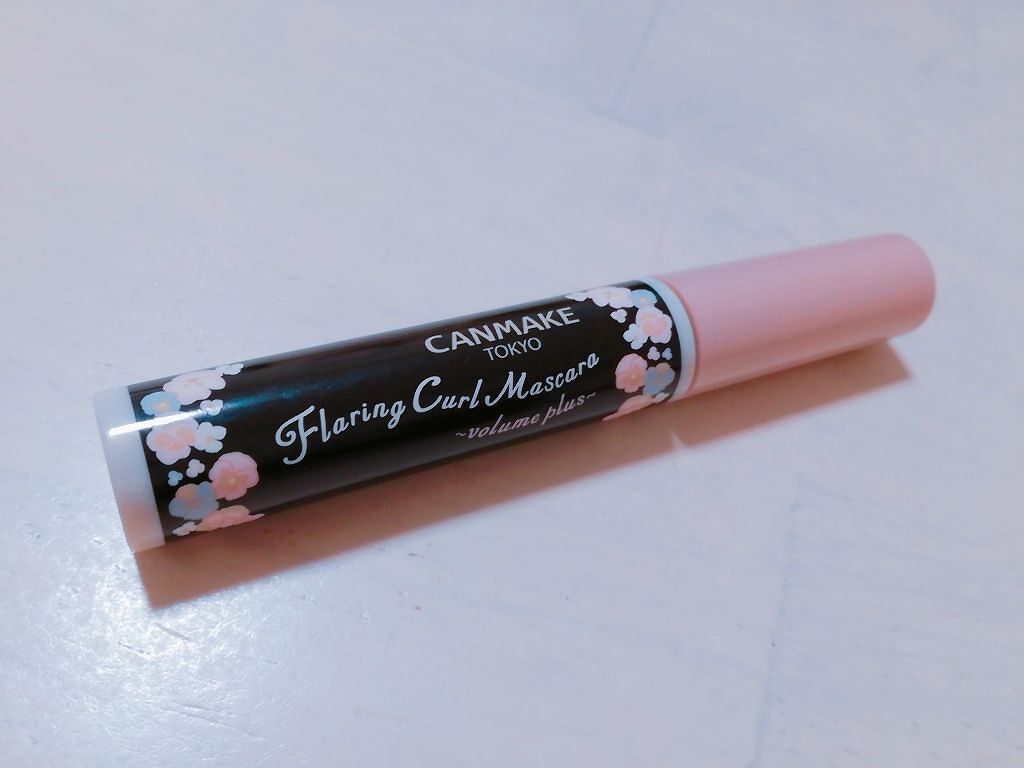 CANMAKE
TOKYO
Flaring Curl Mascara
~volume plus~